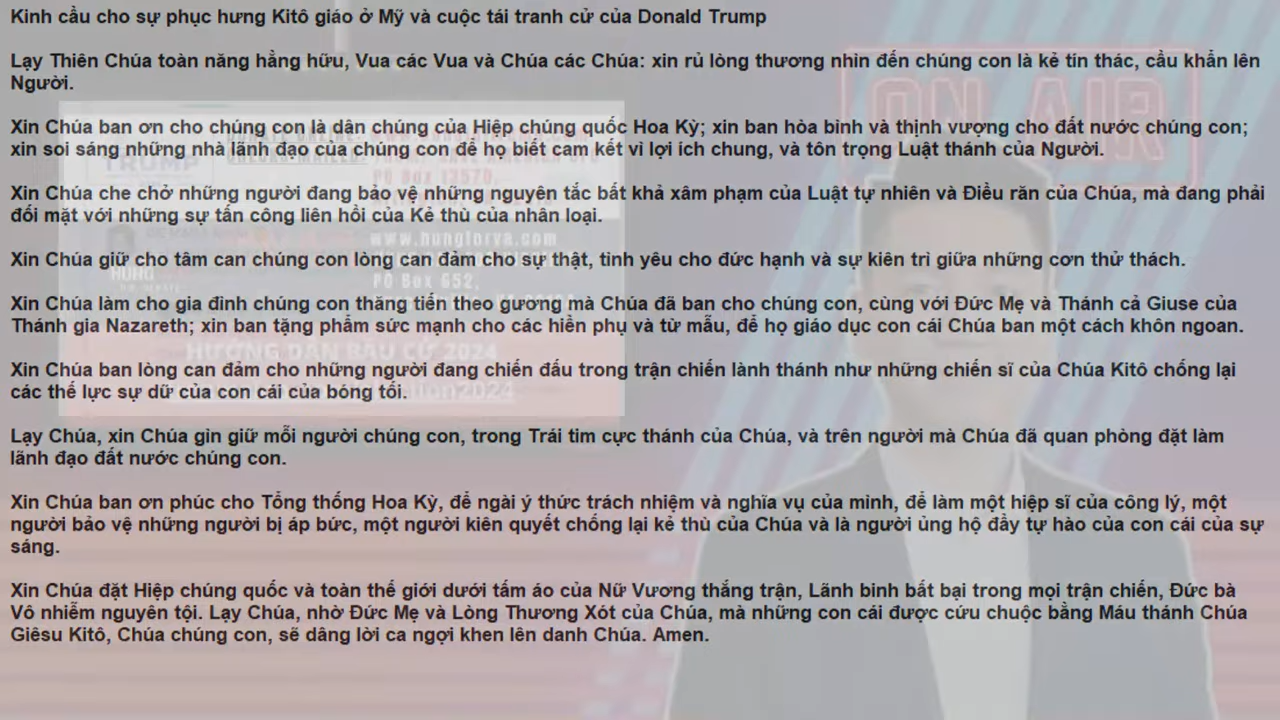 Kinh cầu cho sự phục hưng Kitô giáo ở Mỹ và cuộc tái tranh cử của Donald Trump
Lạy Thiên Chúa toàn năng hằng hữu, Vua các Vua và Chúa các Chúa: xin rủ lòng thương nhìn đến chúng con là kẻ tín thác, cầu khẩn lên
Người.
Xin Chúa ban ơn cho chúng con là dân chúng của Hiệp chúng quốc Hoa Kỳ; xin ban hòa bình và thịnh vượng cho đất nước chúng con;
xin soi sáng những nhà lãnh đạo của chúng con để họ biết cam kết vì lợi ích chung, và tôn trọng Luật thánh của Người.
Xin Chúa che chở những người đang bảo vệ những nguyên tắc bất khả xâm phạm của Luật tự nhiên và Điều răn của Chúa, mà đang phải
đối mặt với những sự tấn công liên hồi của Kẻ thù của nhân loại.
Xin Chúa giữ cho tâm can chúng con lòng can đảm cho sự thật, tình yêu cho đức hạnh và sự kiên trì giữa những cơn thử thách.
Xin Chúa làm cho gia đình chúng con thăng tiến theo gương mà Chúa đã ban cho chúng con, cùng với Đức Mẹ và Thánh cả Giuse của
Thánh gia Nazareth; xin ban tặng phẩm sức mạnh cho các hiền phụ và từ mẫu, để họ giáo dục con cái Chúa ban một cách khôn ngoan.
Xin Chúa ban lòng can đảm cho những người đang chiến đấu trong trận chiến lành thánh như những chiến sĩ của Chúa Kitô chống lại
các thế lực sự dữ của con cái của bóng tối.
Lạy Chúa, xin Chúa gìn giữ mỗi người chúng con, trong Trái tim cực thánh của Chúa, và trên người mà Chúa đã quan phòng đặt làm
lãnh đạo đất nước chúng con.
Xin Chúa ban ơn phúc cho Tổng thống Hoa Kỳ, để ngài ý thức trách nhiệm và nghĩa vụ của mình, để làm một hiệp sĩ của công lý, một
người bảo vệ những người bị áp bức, một người kiên quyết chống lại kẻ thù của Chúa và là người ủng hộ đầy tự hào của con cái của sự
sáng.
Xin Chúa đặt Hiệp chúng quốc và toàn thế giới dưới tấm áo của Nữ Vương thắng trận, Lãnh binh bất bại trong mọi trận chiến, Đức bà
Vô nhiễm nguyên tội. Lạy Chúa, nhờ Đức Mẹ và Lòng Thương Xót của Chúa, mà những con cái được cứu chuộc bằng Máu thánh Chúa
Giêsu Kitô, Chúa chúng con, sẽ dâng lời ca ngợi khen lên danh Chúa. Amen.
ON AIR
TRUMP
www.hungforva.com
PO Box 652,
HƯỚNG DẪN BẦU CỬ 2024